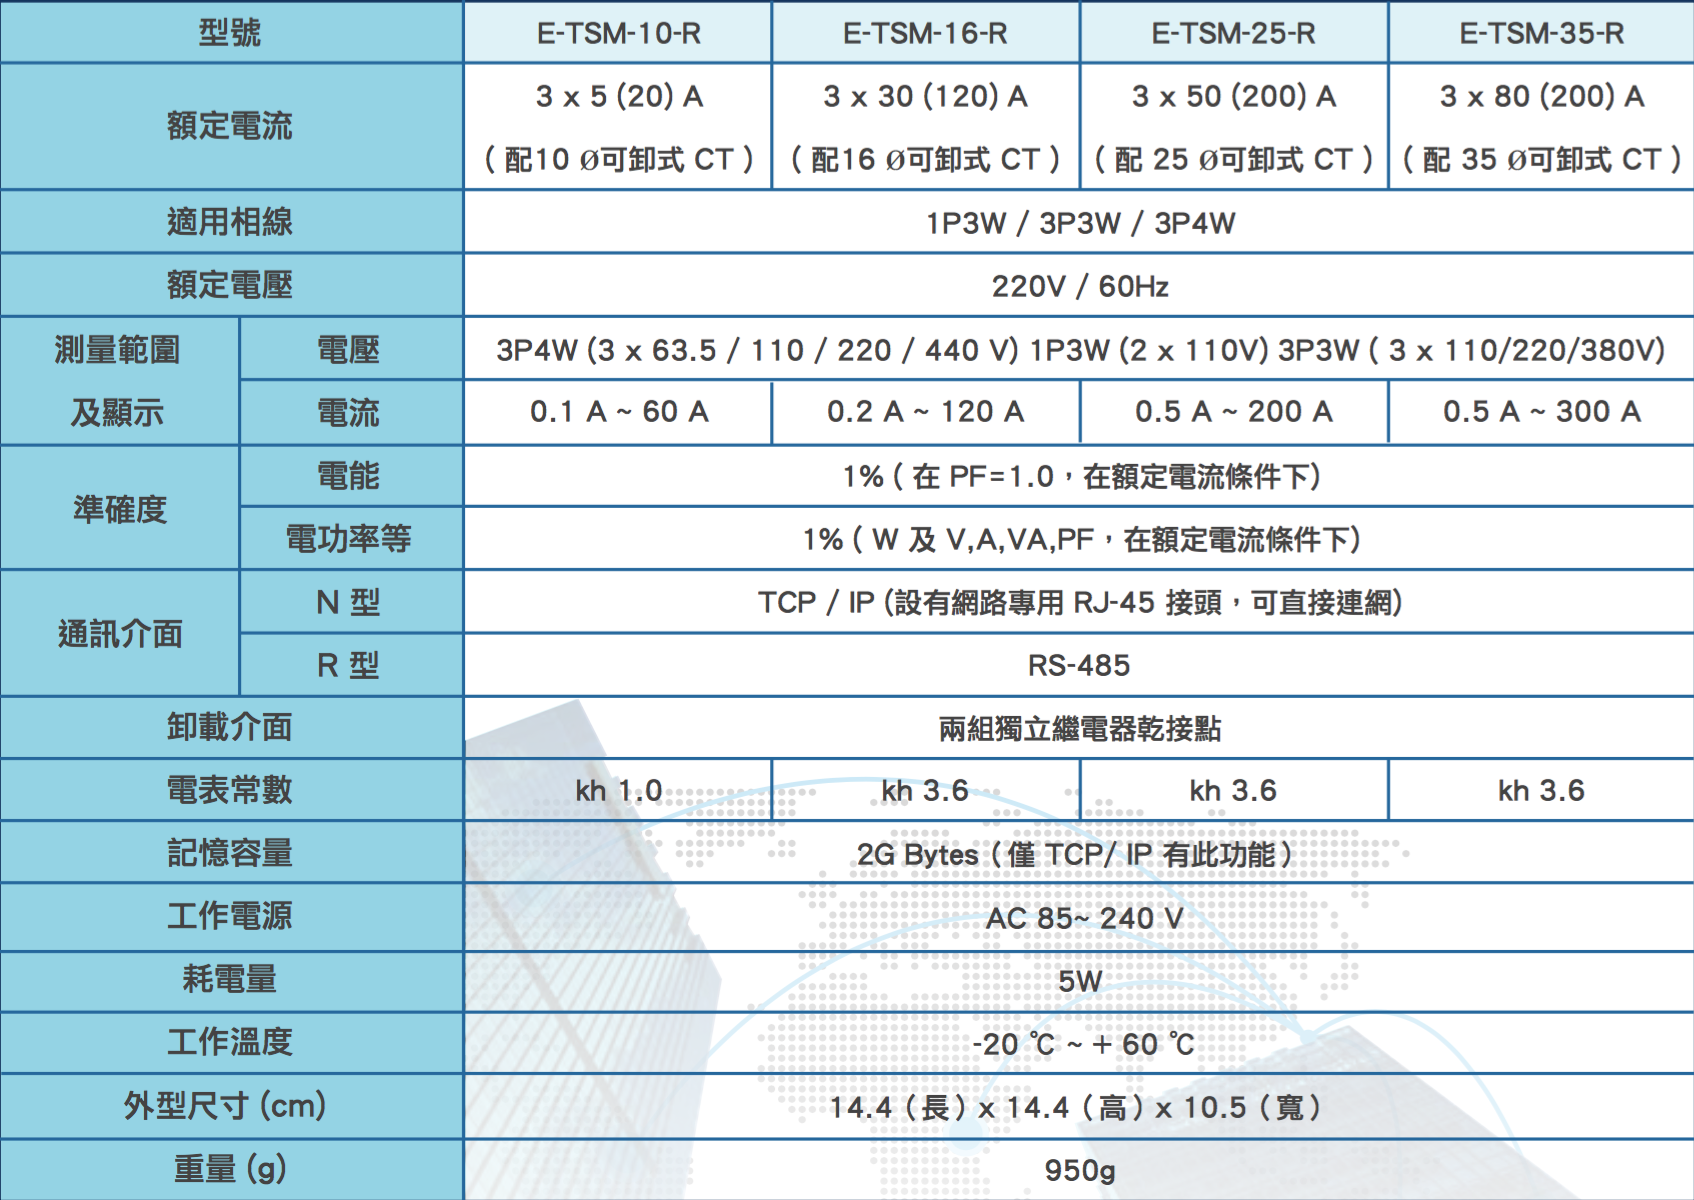 型號 E-TSM-10-R E-TSM-16-R E-TSM-25-R E-TSM-35-R
額定電流
3 x 5 (20) A 3 x 30 (120) A 3 x 50 (200) A 3 x 80 (200) A
( 配10 Ø可卸式 CT ) ( 配16 Ø可卸式 CT ) ( 配 25 Ø可卸式 CT ) ( 配 35 Ø可卸式 CT )
適用相線 1P3W / 3P3W / 3P4W
額定電壓 220V / 60Hz
測量範圍
及顯示
電壓 3P4W (3 x 63.5 / 110 / 220 / 440 V) 1P3W (2 x 110V) 3P3W ( 3 x 110/220/380V)
電流 0.1 A ~ 60 A 0.2 A ~ 120 A 0.5 A ~ 200 A 0.5 A ~ 300 A
準確度
電能 1% ( 在 PF=1.0，在額定電流條件下)
電功率等 1% ( W 及 V,A,VA,PF，在額定電流條件下)
通訊介面
N 型 TCP / IP (設有網路專用 RJ-45 接頭，可直接連網)
R 型 RS-485
卸載介面 兩組獨立繼電器乾接點
電表常數 kh 1.0 kh 3.6 kh 3.6 kh 3.6
記憶容量 2G Bytes ( 僅 TCP/ IP 有此功能 )
工作電源 AC 85~ 240 V
耗電量 5W
工作溫度 -20 ℃ ~ + 60 ℃
外型尺寸 (cm) 14.4 ( 長 ) x 14.4 ( 高 ) x 10.5 ( 寬 )
重量 (g) 950g